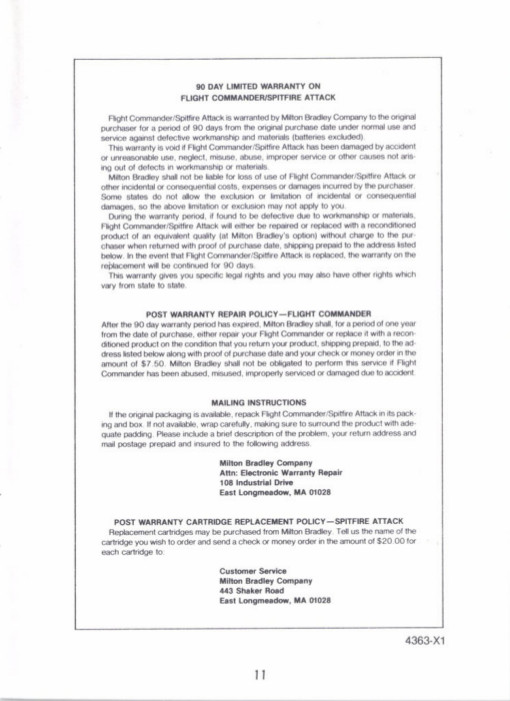 90 DAY LIMITED WARRANTY ON
FLIGHT COMMANDER/SPITFIRE ATTACK
Flight Commander/Spitfire Attack is warranted by Milton Bradley Company to the original
purchaser for a period of 90 days from the original purchase date under normal use and
service against defective workmanship and materials (batteries excluded).
This warranty is void if Flight Commander/Spitfire Attack has been damaged by accident
or unreasonable use, neglect, misuse, abuse, improper service or other causes not aris-
ing out of defects in workmanship or materials.
Milton Bradley shall not be liable for loss of use of Flight Commander/Spitfire Attack or
other incidental or consequential costs, expenses or damages incurred by the purchaser.
Some states do not allow the exclusion or limitation of incidental or consequential
damages, so the above limitation or exclusion may not apply to you.
During the warranty period, if found to be defective due to workmanship or materials,
Flight Commander/Spitfire Attack will either be repaired or replaced with a reconditioned
product of an equivalent quality (at Milton Bradley's option) without charge to the pur-
chaser when returned with proof of purchase date, shipping prepaid to the address listed
below. In the event that Flight Commander/Spitfire Attack is replaced, the warranty on the
replacement will be continued for 90 days.
This warranty gives you specific legal rights and you may also have other rights which
vary from state to state.
POST WARRANTY REPAIR POLICY—FLIGHT COMMANDER
After the 90 day warranty period has expired, Milton Bradley shall, for a period of one year
from the date of purchase, either repair your Flight Commander or replace it with a recon-
ditioned product on the condition that you return your product, shipping prepaid, to the ad-
dress listed below along with proof of purchase date and your check or money order in the
amount of $7.50. Milton Bradley shall not be obligated to perform this service if Flight
Commander has been abused, misused, improperly serviced or damaged due to accident.
MAILING INSTRUCTIONS
If the original packaging is available, repack Flight Commander/Spitfire Attack in its pack-
ing and box. If not available, wrap carefully, making sure to surround the product with ade-
quate padding. Please include a brief description of the problem, your return address and
mail postage prepaid and insured to the following address.
Milton Bradley Company
Attn: Electronic Warranty Repair
108 Industrial Drive
East Longmeadow, MA 01028
POST WARRANTY CARTRIDGE REPLACEMENT POLICY—SPITFIRE ATTACK
Replacement cartridges may be purchased from Milton Bradley. Tell us the name of the
cartridge you wish to order and send a check or money order in the amount of $20.00 for
each cartridge to:
Customer Service
Milton Bradley Company
443 Shaker Road
East Longmeadow, MA 01028
4363-X1
11